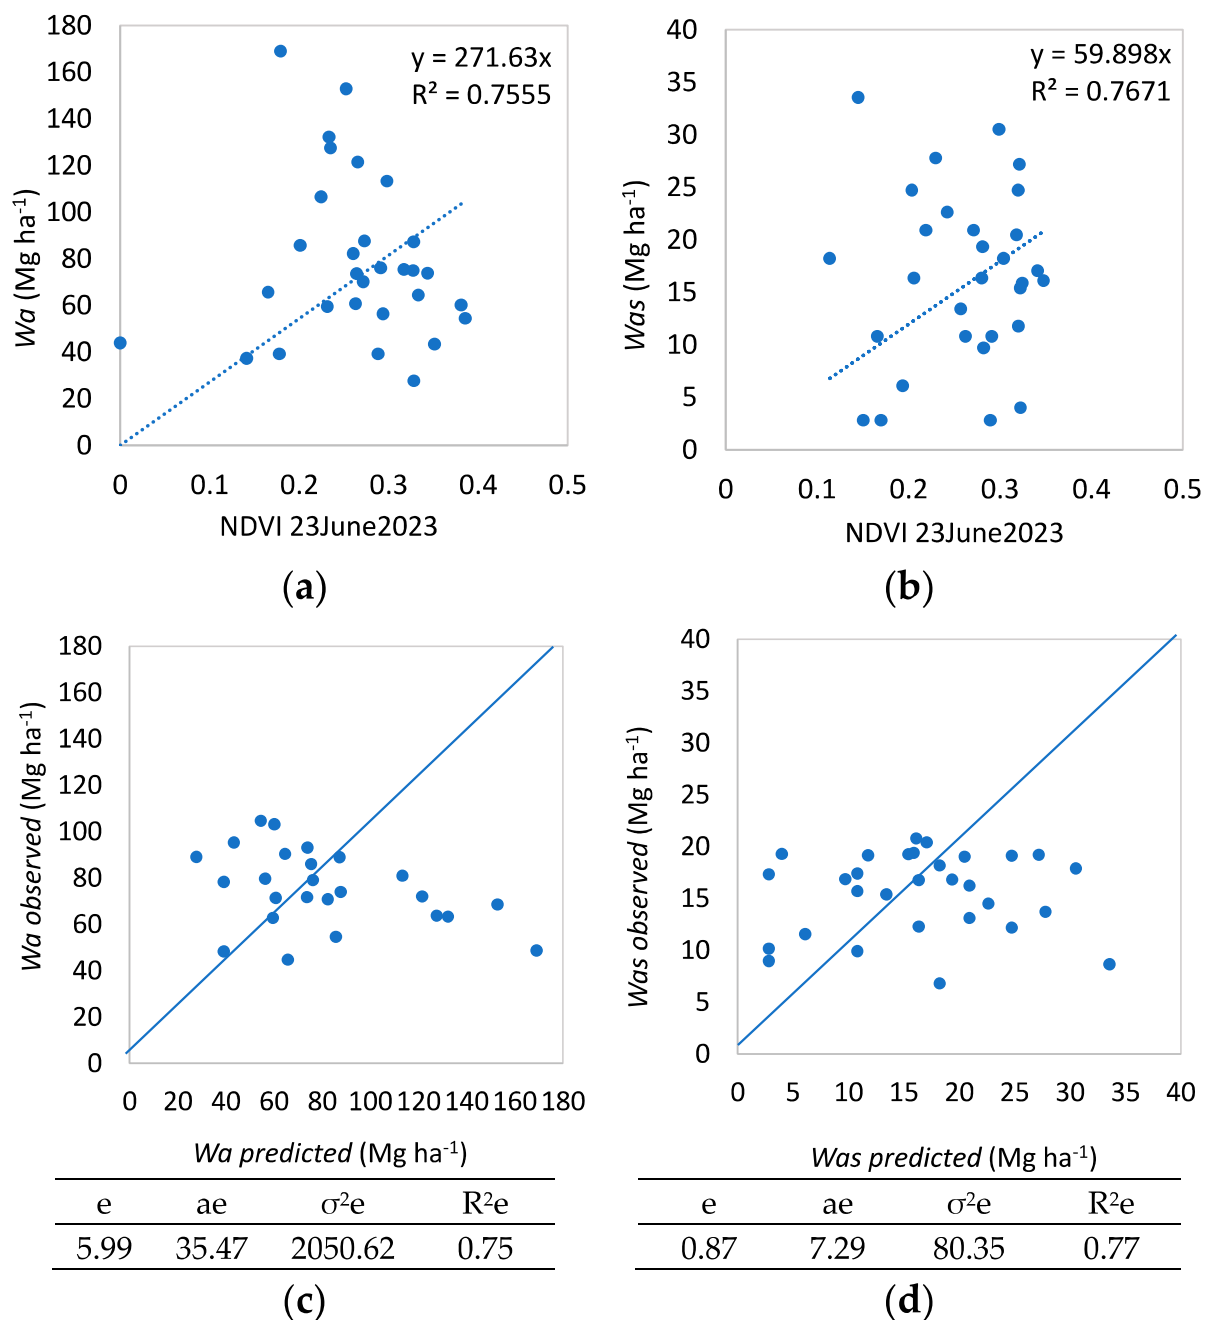 180
160
140
120
100
80
60
40
20
0
Wa (Mg ha⁻¹)
y = 271.63x
R² = 0.7555
0 0.1 0.2 0.3 0.4 0.5
NDVI 23June2023
(a)
40
35
30
25
20
15
10
5
0
Was (Mg ha⁻¹)
y = 59.898x
R² = 0.7671
0 0.1 0.2 0.3 0.4 0.5
NDVI 23June2023
(b)
180
160
140
120
100
80
60
40
20
0
Wa observed (Mg ha⁻¹)
0 20 40 60 80 100 120 140 160 180
Wa predicted (Mg ha⁻¹)
e ae σ²e R²e
5.99 35.47 2050.62 0.75
(c)
40
35
30
25
20
15
10
5
0
Was observed (Mg ha⁻¹)
0 5 10 15 20 25 30 35 40
Was predicted (Mg ha⁻¹)
e ae σ²e R²e
0.87 7.29 80.35 0.77
(d)